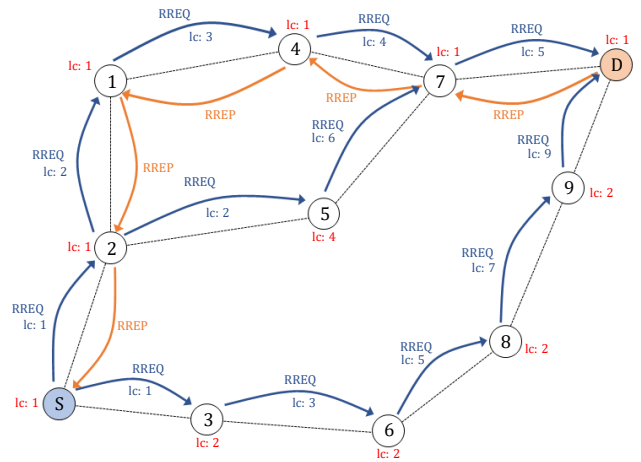 RREQ
lc: 3
lc: 1
4
RREQ
lc: 4
lc: 1
RREQ
lc: 5
lc: 1
D
lc: 1
1
7
RREP
RREP
RREP
RREQ
lc: 6
RREQ
lc: 2
RREP
RREQ
lc: 2
RREQ
lc: 9
9
lc: 2
5
lc: 4
lc: 1
2
RREQ
lc: 7
RREQ
lc: 1
RREP
8
lc: 2
RREQ
lc: 5
RREQ
lc: 1
RREQ
lc: 3
lc: 1
S
3
lc: 2
6
lc: 2